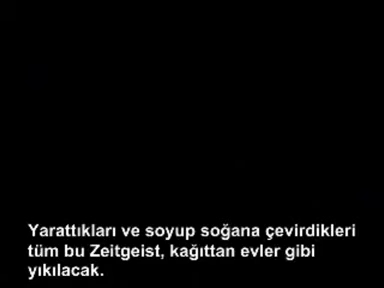 Yarattıkları ve soyup soğana çevirdikleri
tüm bu Zeitgeist, kağıttan evler gibi
yıkılacak.